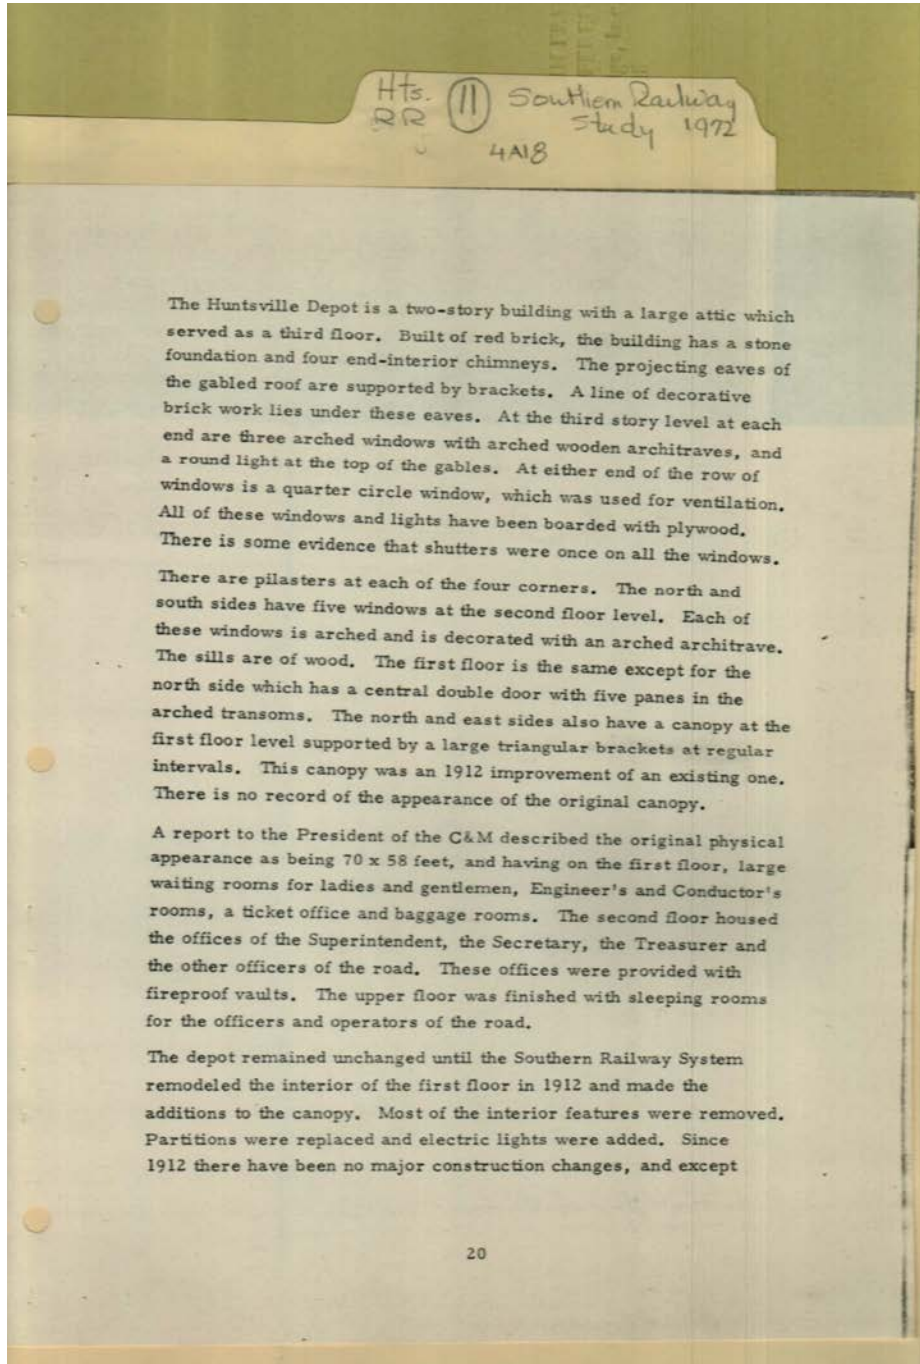 Hts. 11 Southern Railway
RR Study 1972
4A18
The Huntsville Depot is a two-story building with a large attic which
served as a third floor. Built of red brick, the building has a stone
foundation and four end-interior chimneys. The projecting eaves of
the gabled roof are supported by brackets. A line of decorative
brick work lies under these eaves. At the third story level at each
end are three arched windows with arched wooden architraves, and
a round light at the top of the gables. At either end of the row of
windows is a quarter circle window, which was used for ventilation.
All of these windows and lights have been boarded with plywood.
There is some evidence that shutters were once on all the windows.
There are pilasters at each of the four corners. The north and
south sides have five windows at the second floor level. Each of
these windows is arched and is decorated with an arched architrave.
The sills are of wood. The first floor is the same except for the
north side which has a central double door with five panes in the
arched transoms. The north and east sides also have a canopy at the
first floor level supported by a large triangular brackets at regular
intervals. This canopy was an 1912 improvement of an existing one.
There is no record of the appearance of the original canopy.
A report to the President of the C&M described the original physical
appearance as being 70 x 58 feet, and having on the first floor, large
waiting rooms for ladies and gentlemen, Engineer's and Conductor's
rooms, a ticket office and baggage rooms. The second floor housed
the offices of the Superintendent, the Secretary, the Treasurer and
the other officers of the road. These offices were provided with
fireproof vaults. The upper floor was finished with sleeping rooms
for the officers and operators of the road.
The depot remained unchanged until the Southern Railway System
remodeled the interior of the first floor in 1912 and made the
additions to the canopy. Most of the interior features were removed.
Partitions were replaced and electric lights were added. Since
1912 there have been no major construction changes, and except
20